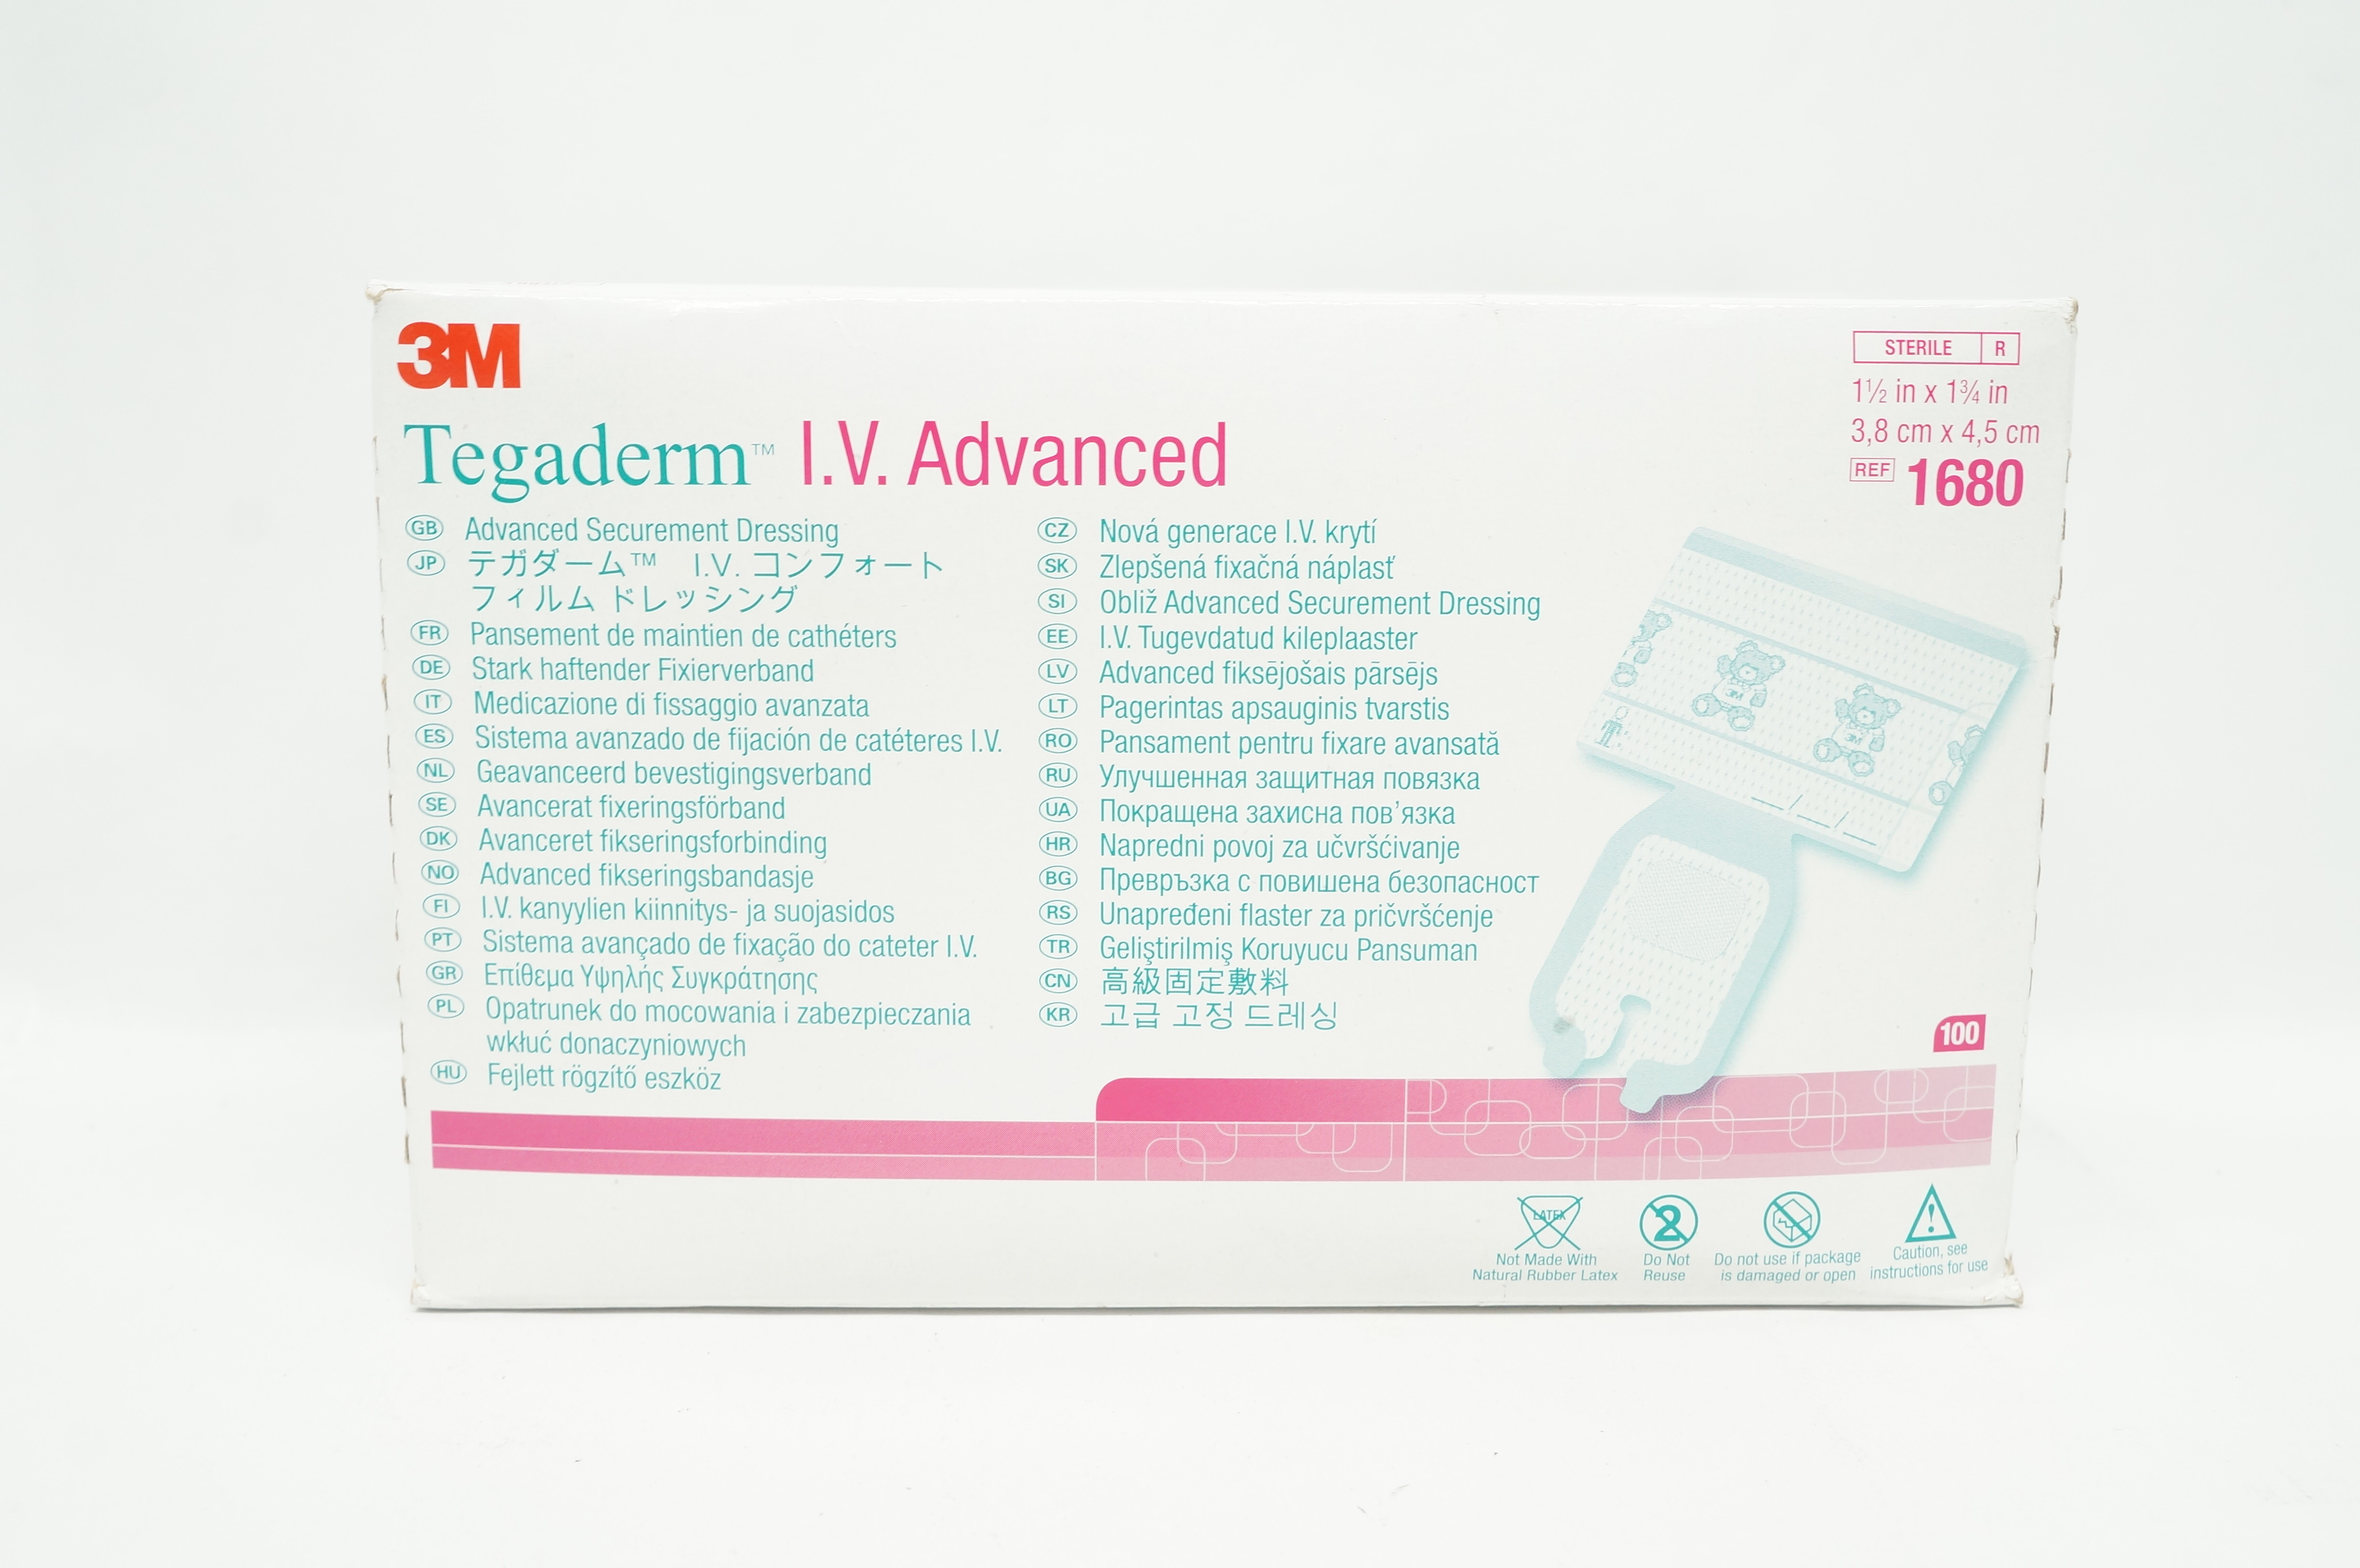 3M
Tegaderm™ I.V. Advanced
STERILE R
1½ in x 1¾ in
3,8 cm x 4,5 cm
REF 1680
GB Advanced Securement Dressing
JP テガダーム™ I.V. コンフォート
フィルム ドレッシング
FR Pansement de maintien de cathéters
DE Stark haftender Fixierverband
IT Medicazione di fissaggio avanzata
ES Sistema avanzado de fijación de catéteres I.V.
NL Geavanceerd bevestigingsverband
SE Avancerat fixeringsförband
DK Avanceret fikseringsforbinding
NO Advanced fikseringsbandasje
FI I.V. kanyylien kiinnitys- ja suojasidos
PT Sistema avançado de fixação do cateter I.V.
GR Επίθεμα Υψηλής Συγκράτησης
PL Opatrunek do mocowania i zabezpieczania
wkłuć donaczyniowych
HU Fejlett rögzítő eszköz
CZ Nová generace I.V. krytí
SK Zlepšená fixačná náplasť
SI Obliž Advanced Securement Dressing
EE I.V. Tugevdatud kileplaaster
LV Advanced fiksējošais pārsējs
LT Pagerintas apsauginis tvarstis
RO Pansament pentru fixare avansată
RU Улучшенная защитная повязка
UA Покращена захисна пов'язка
HR Napredni povoj za učvršćivanje
BG Превръзка с повишена безопасност
RS Unapređeni flaster za pričvršćenje
TR Geliştirilmiş Koruyucu Pansuman
CN 高級固定敷料
KR 고급 고정 드레싱
3M
3M
100
LATEX
Not Made With
Natural Rubber Latex
2
Do Not
Reuse
Do not use if package
is damaged or open
!
Caution, see
instructions for use